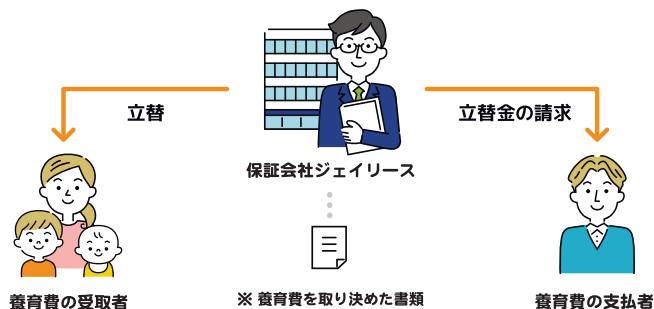 立替
立替金の請求
保証会社ジェイリース
養育費の受取者
※ 養育費を取り決めた書類
養育費の支払者